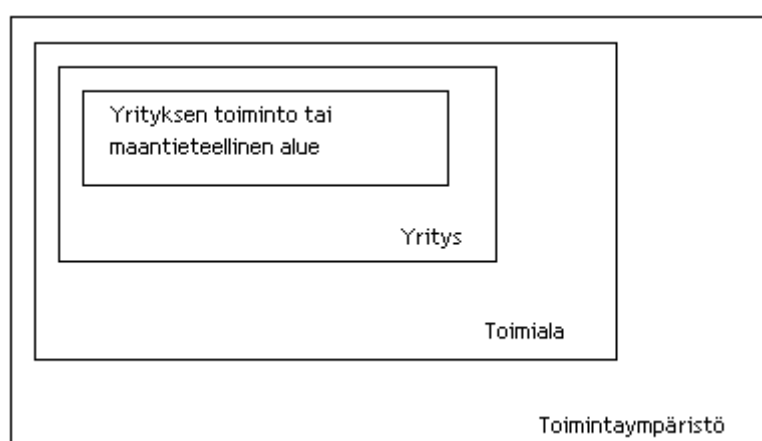 Yrityksen toiminto tai
maantieteellinen alue
Yritys
Toimiala
Toimintaympäristö